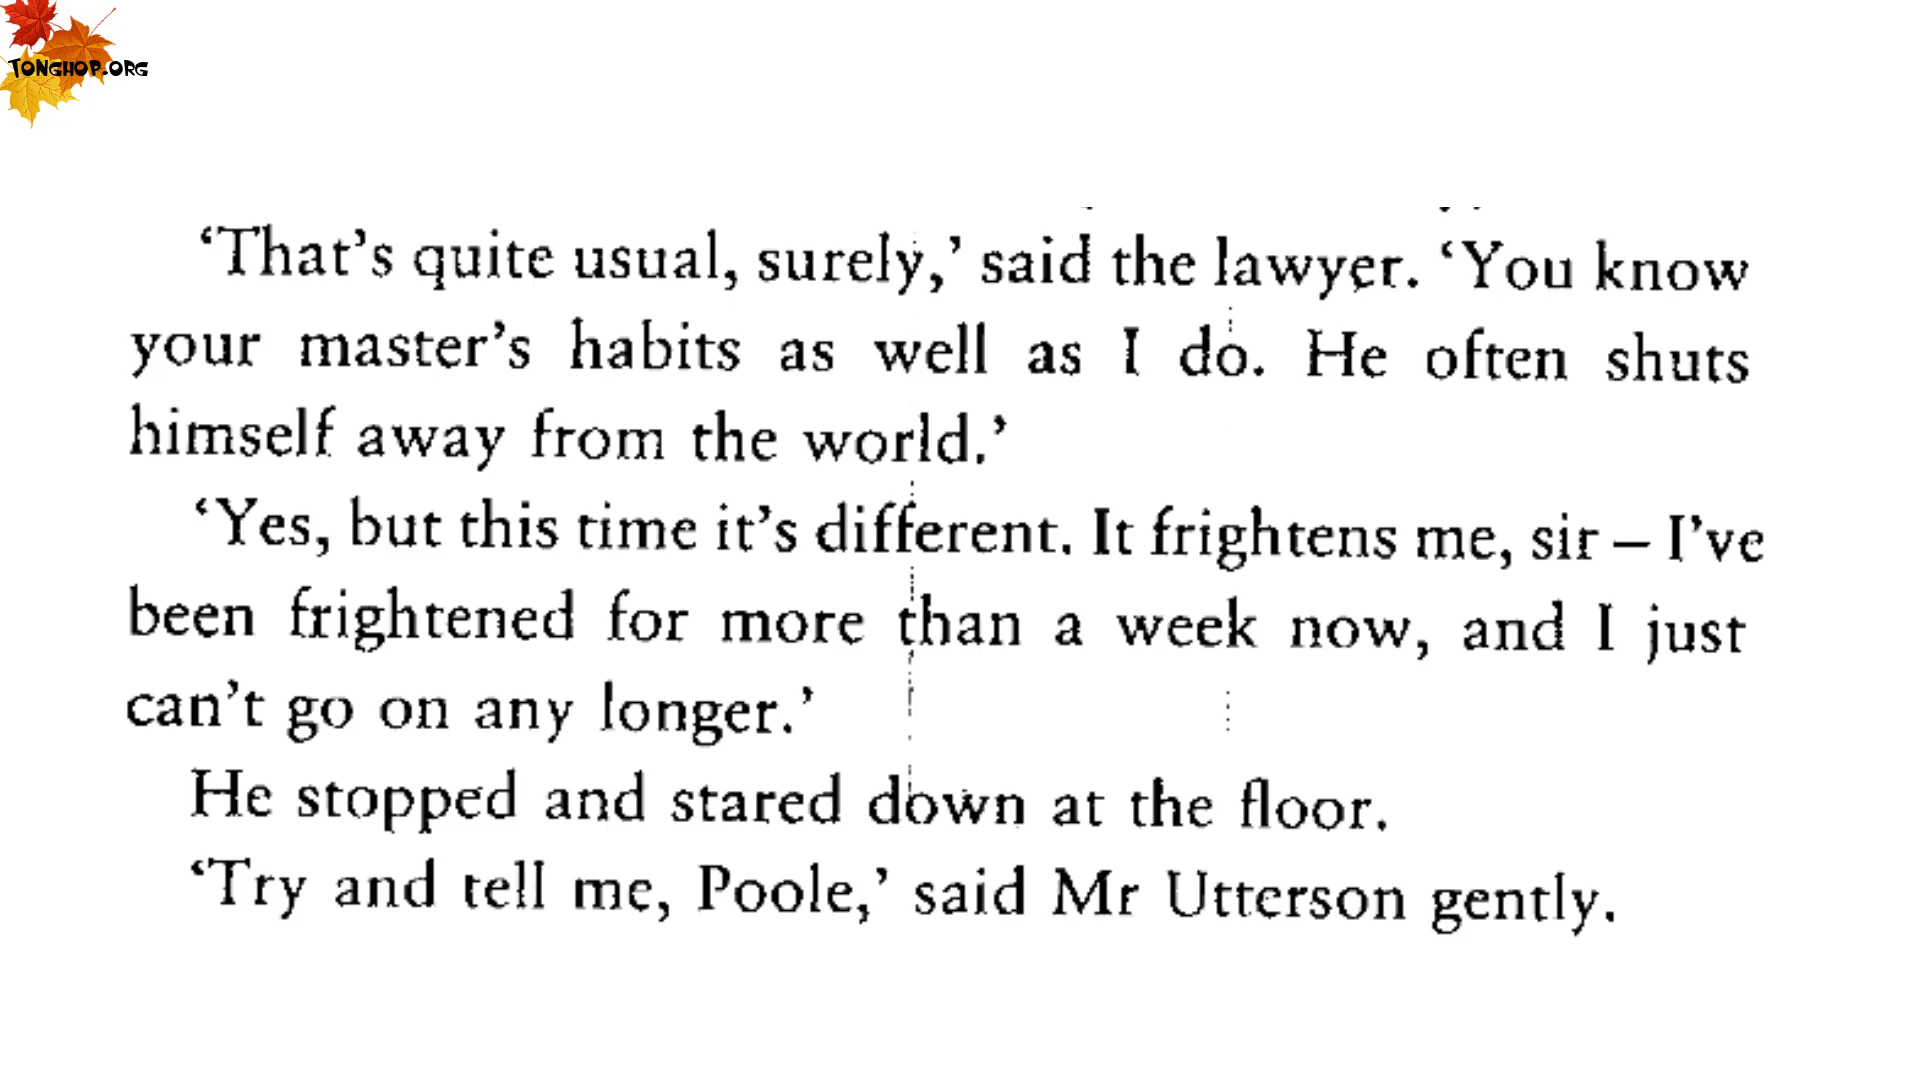 TONGHOP.ORG
‘That’s quite usual, surely,’ said the lawyer. ‘You know
your master’s habits as well as I do. He often shuts
himself away from the world.’
‘Yes, but this time it’s different. It frightens me, sir – I’ve
been frightened for more than a week now, and I just
can’t go on any longer.’
He stopped and stared down at the floor.
‘Try and tell me, Poole,’ said Mr Utterson gently.